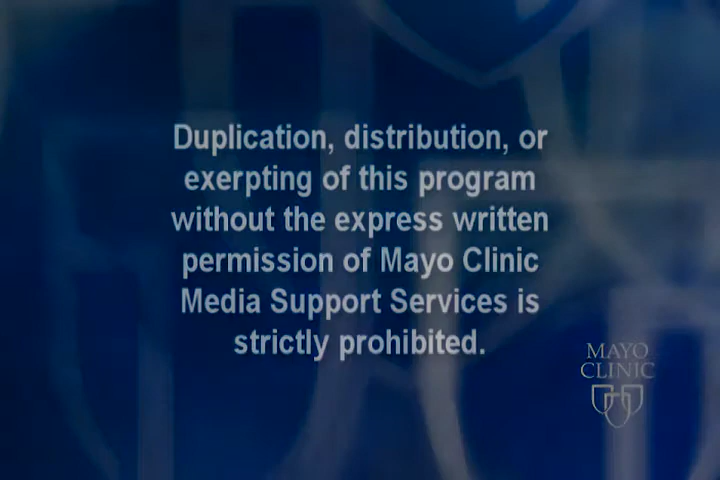 Duplication, distribution, or
exerpting of this program
without the express written
permission of Mayo Clinic
Media Support Services is
strictly prohibited.
MAYO
CLINIC